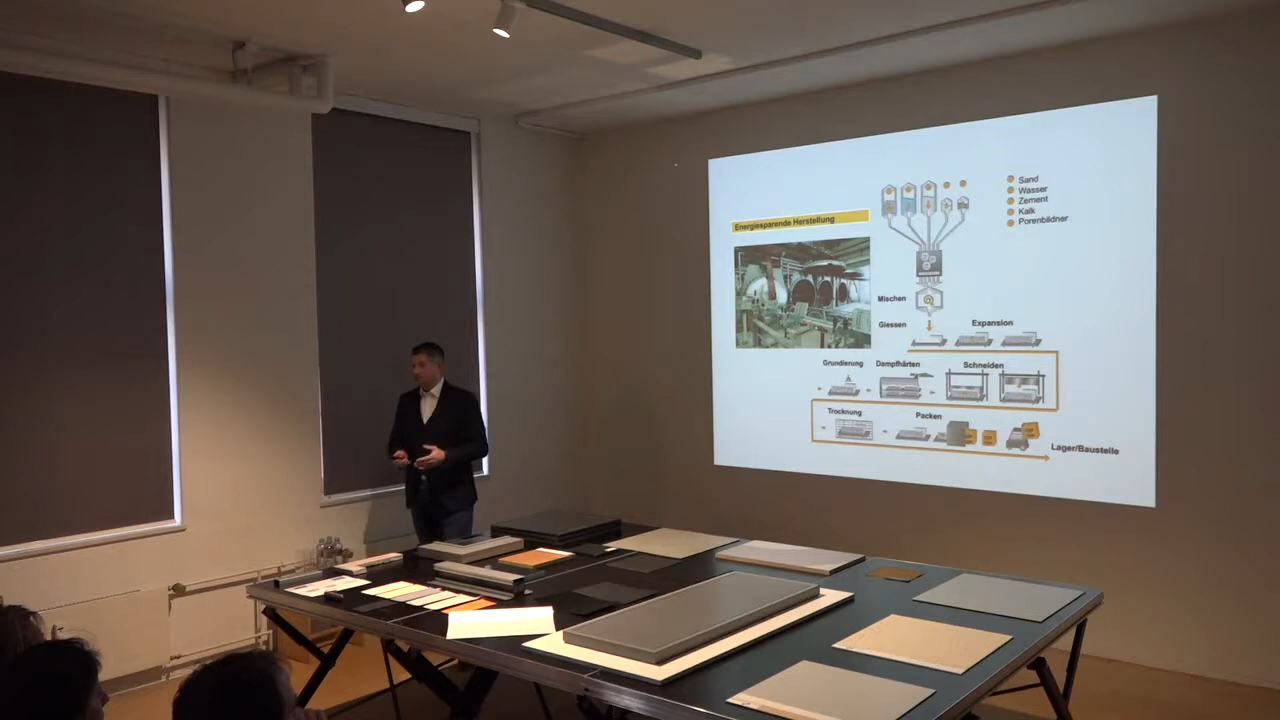 Energiesparende Herstellung
Sand
Wasser
Zement
Kalk
Porenbildner
Mischen
Giessen
Expansion
Grundierung
Dampfhärten
Schneiden
Trocknung
Packen
Lager/Baustelle